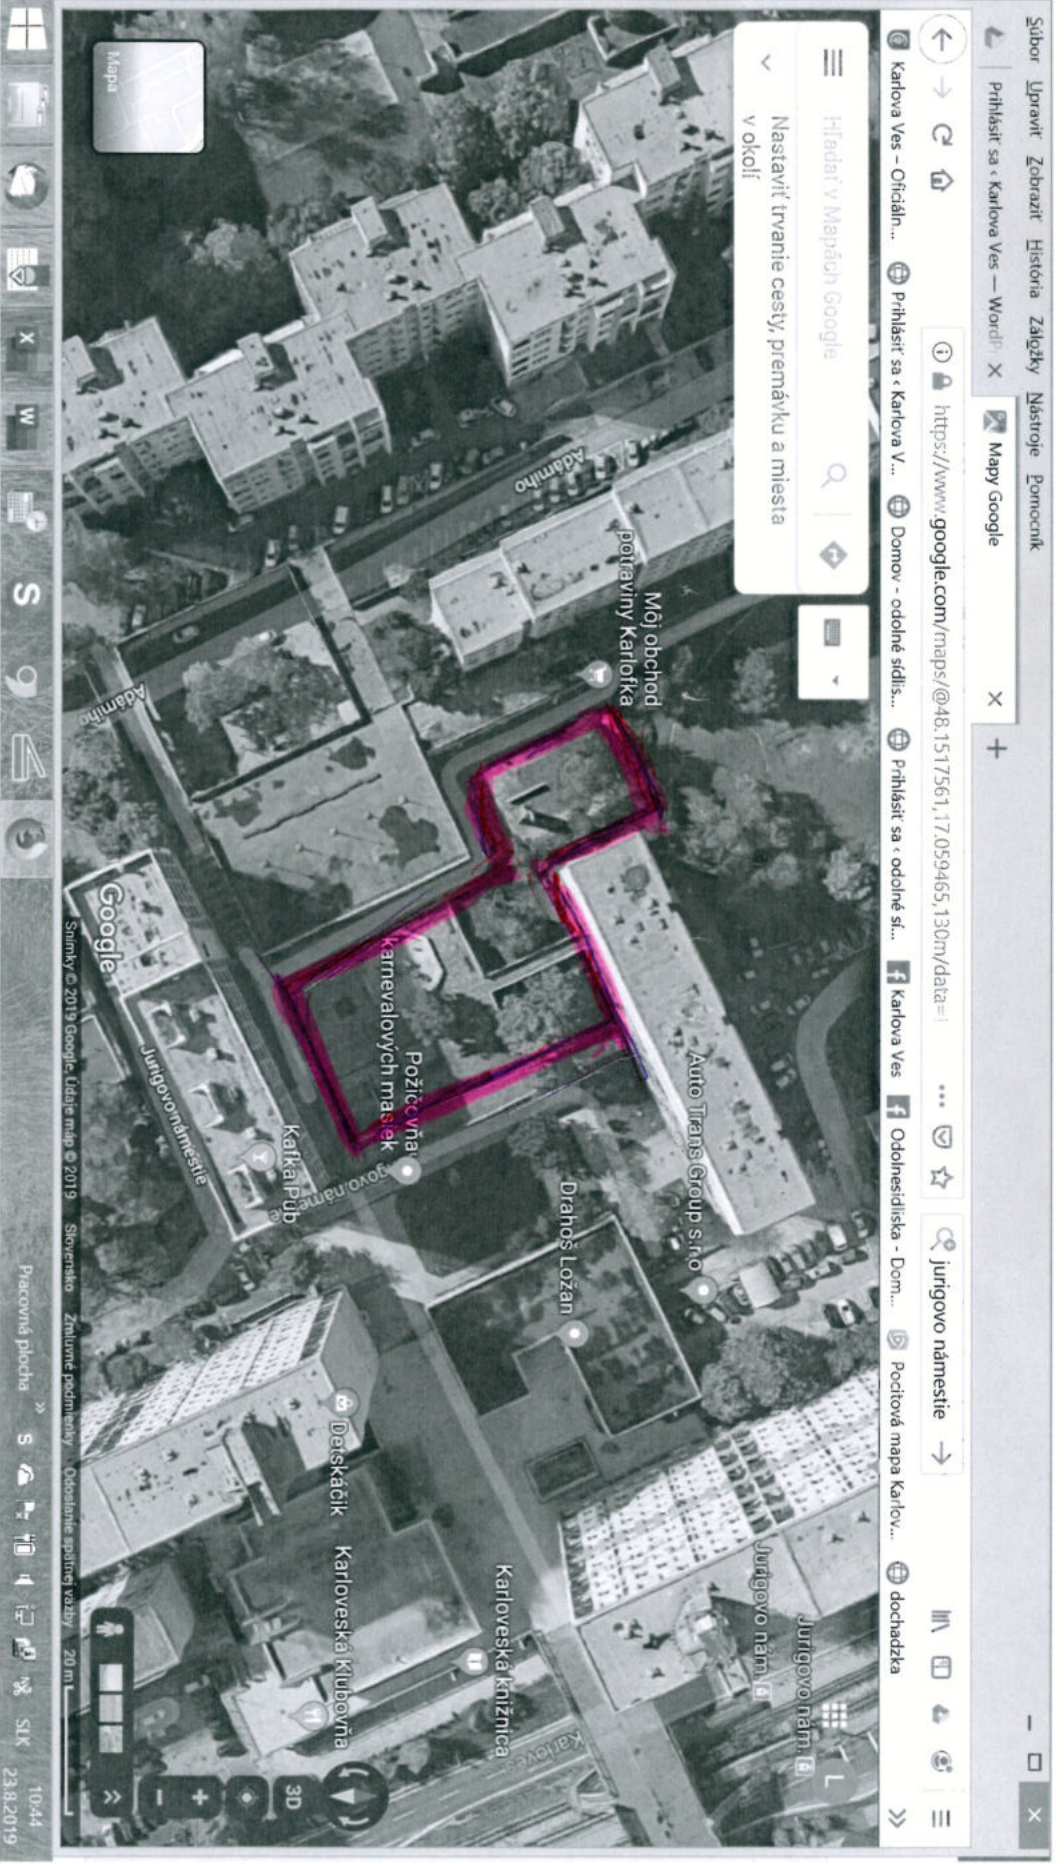 Súbor Upraviť Zobraziť História Záložky Nástroje Pomocník
Prihlásiť sa ‹ Karlova Ves — WordP
Mapy Google
https://www.google.com/maps/@48.1517561,17.059465,130m/data=!
jurigovo námestie
Karlova Ves – Oficiáln...
Prihlásiť sa ‹ Karlova V...
Domov - odolné sídlis...
Prihlásiť sa ‹ odolné sí...
Karlova Ves
Odolnesidliska - Dom...
Pocitová mapa Karlov...
dochadzka
Hľadať v Mapách Google
Nastaviť trvanie cesty, premávku a miesta
v okolí
L
Jurigovo nám.
Jurigovo nám.
Môj obchod
potraviny Karlofka
Adámiho
Auto Trans Group s.r.o
Drahoš Ložan
Karloveská knižnica
Požičovňa
karnevalových masiek
Detskáčik
Karloveská Klubovňa
Kafka Pub
Jurigovo námestie
Adámiho
3D
Mapa
Google
Snímky © 2019 Google, Údaje máp © 2019 Slovensko Zmluvné podmienky Odoslanie spätnej väzby 20 m
Pracovná plocha
SLK
10:44
23.8.2019